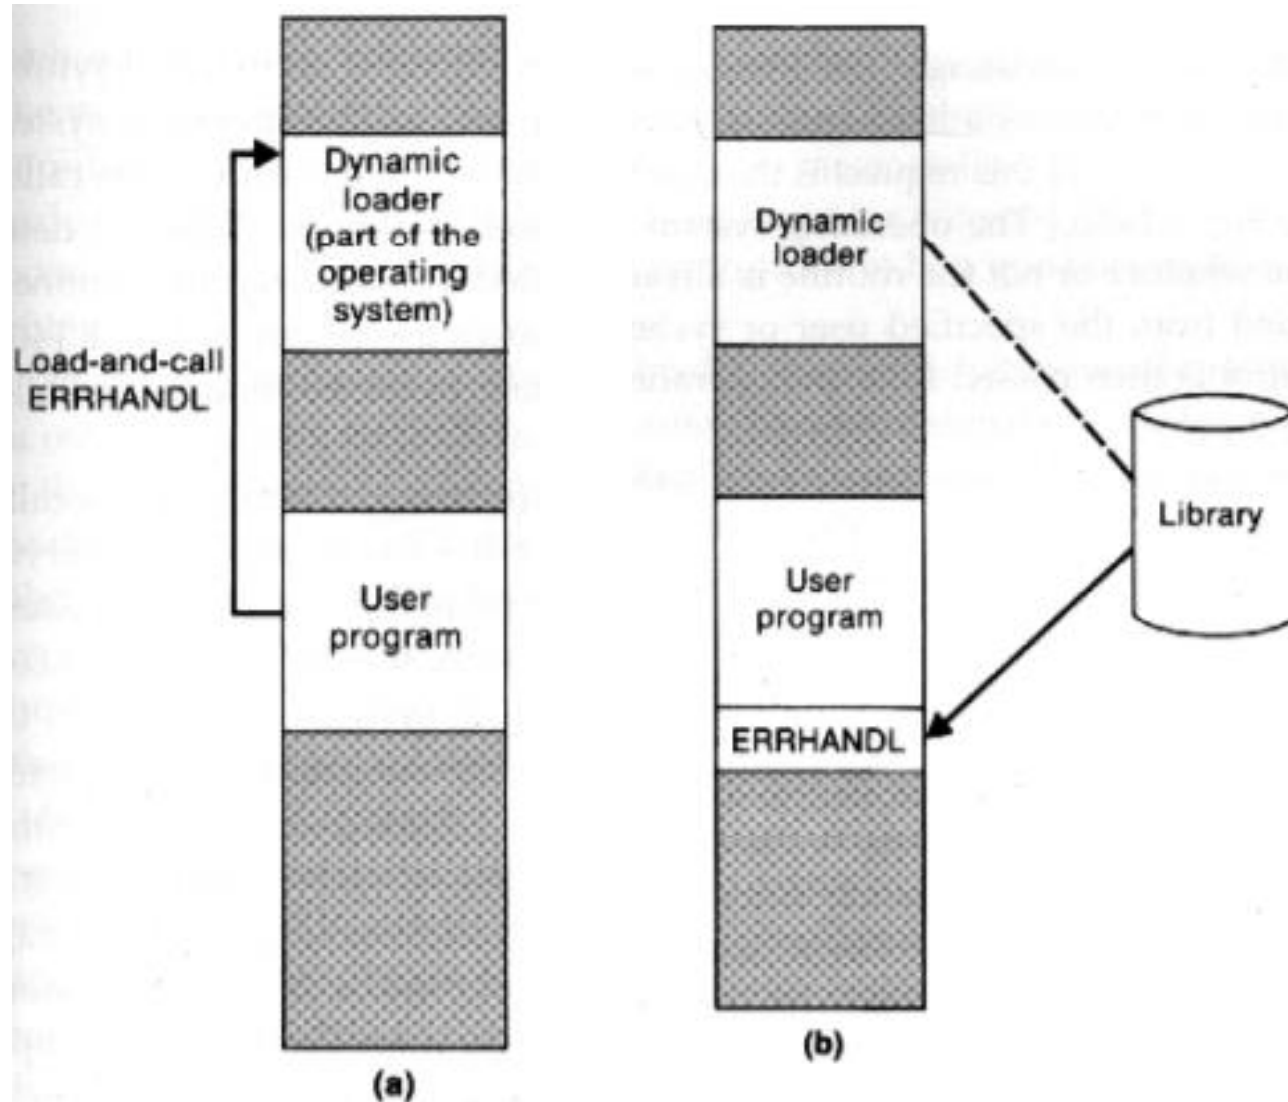 Dynamic
loader
(part of the
operating
system)
Load-and-call
ERRHANDL
User
program
(a)
Dynamic
loader
User
program
ERRHANDL
Library
(b)